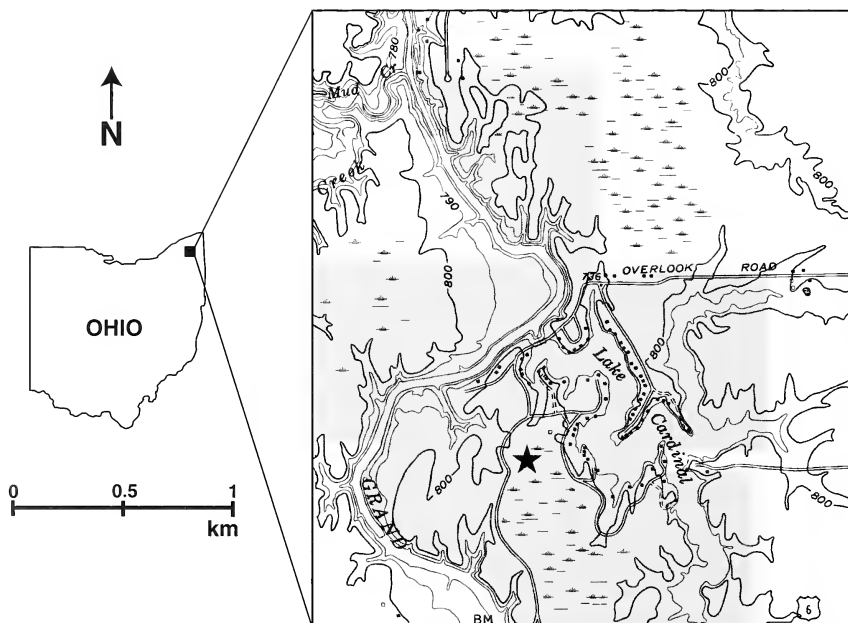 N
OHIO
0 0.5 1
km
780
Mud Cr
Creek
790
800
800
736 OVERLOOK ROAD
800
Lake
Cardinal
800
GRAND
800
BM
6